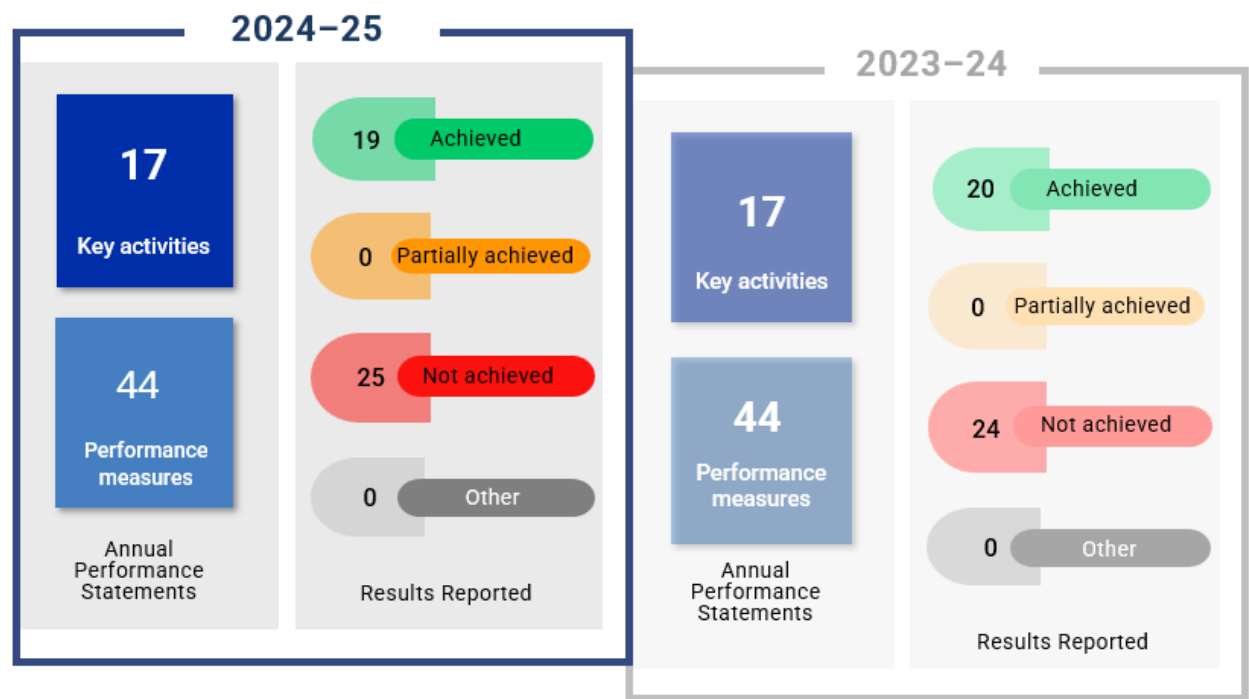 2024–25
17
Key activities
44
Performance
measures
Annual
Performance
Statements
19 Achieved
0 Partially achieved
25 Not achieved
0 Other
Results Reported
2023–24
17
Key activities
44
Performance
measures
Annual
Performance
Statements
20 Achieved
0 Partially achieved
24 Not achieved
0 Other
Results Reported